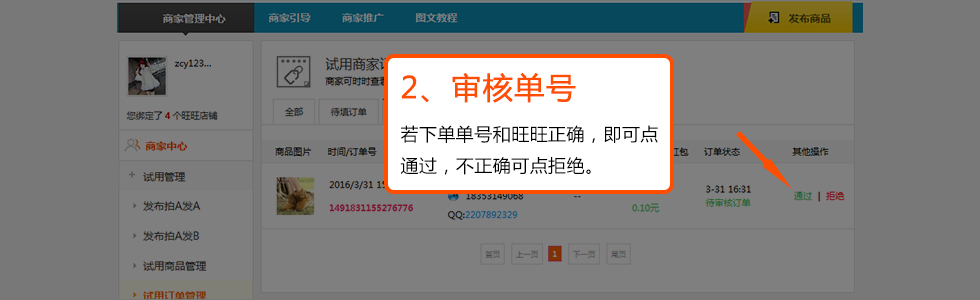 商家管理中心 商家引导 商家推广 图文教程 发布商品
zcy123...
您绑定了 4 个旺旺店铺
商家中心
试用管理
发布拍A发A
发布拍A发B
试用商品管理
试用订单管理
试用商家
商家可时时查
全部 待填订单
2、审核单号
若下单单号和旺旺正确，即可点
通过，不正确可点拒绝。
商品图片 时间/订单号 红包 订单状态 其他操作
2016/3/31 15
1491831155276776
18353149068
QQ:2207892329
--
0.10元
3-31 16:31
待审核订单
通过 | 拒绝
首页 上一页 1 下一页 尾页